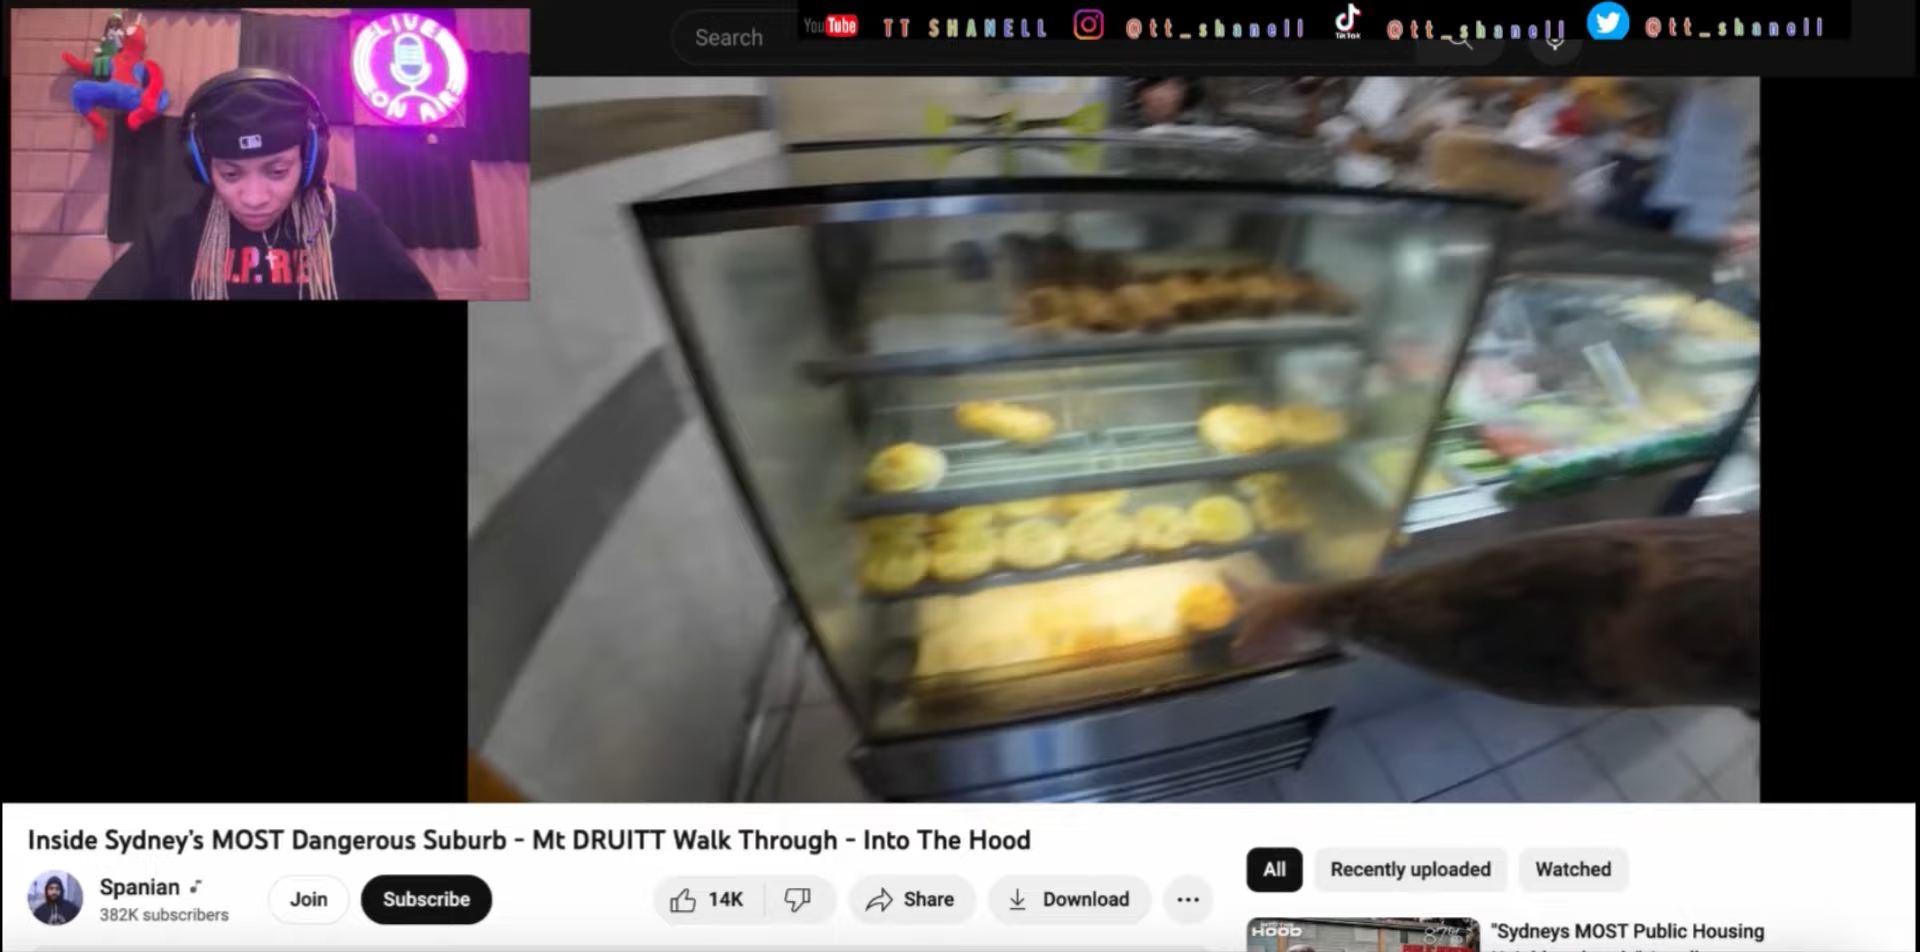 LIVE
ON AIR
Search
YouTube TT SHANELL @tt_shanell TikTok @tt_shanell @tt_shanell
Inside Sydney's MOST Dangerous Suburb - Mt DRUITT Walk Through - Into The Hood
Spanian
382K subscribers
Join
Subscribe
14K
Share
Download
All
Recently uploaded
Watched
HOOD
"Sydneys MOST Public Housing